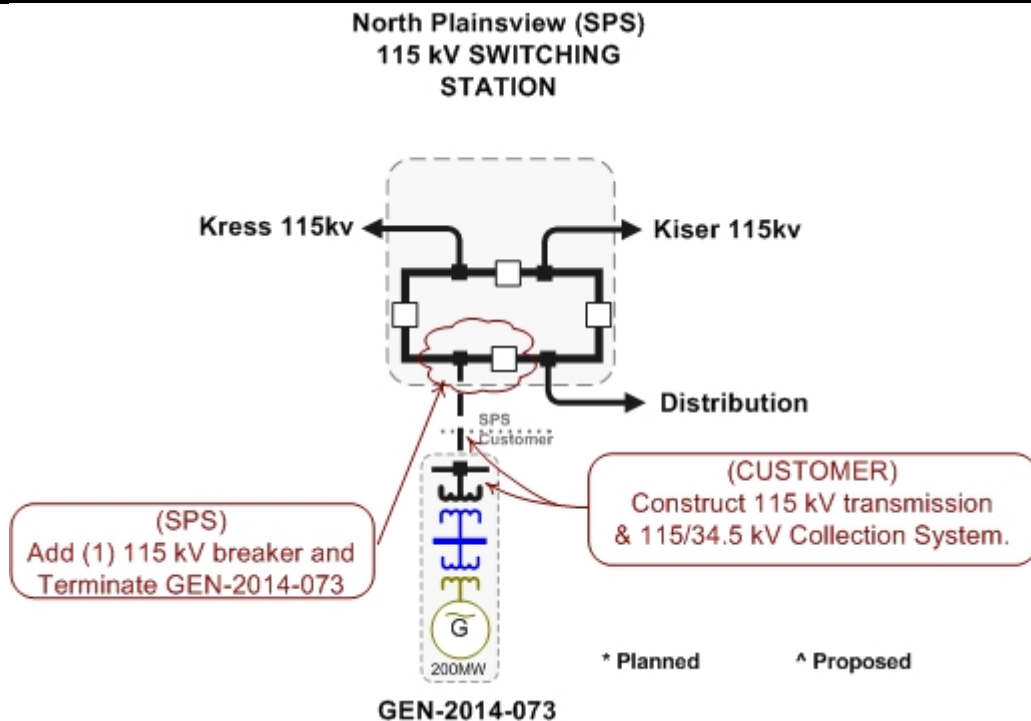 North Plainsview (SPS)
115 kV SWITCHING
STATION
Kress 115kv
Kiser 115kv
Distribution
SPS
Customer
(SPS)
Add (1) 115 kV breaker and
Terminate GEN-2014-073
(CUSTOMER)
Construct 115 kV transmission
& 115/34.5 kV Collection System.
G
200MW
* Planned
^ Proposed
GEN-2014-073